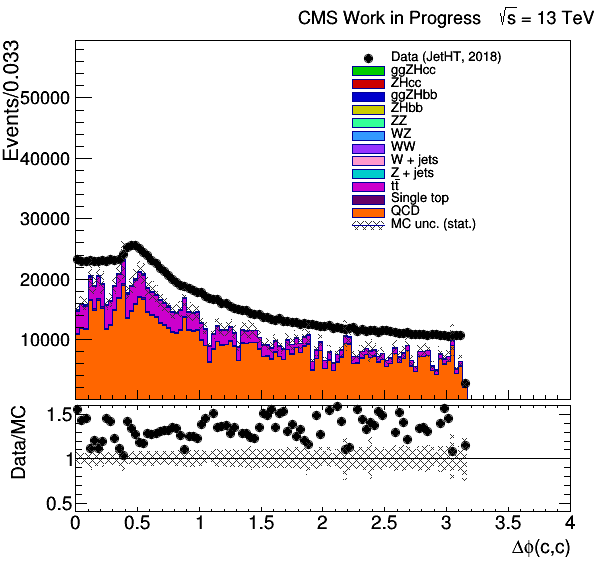 CMS Work in Progress √s = 13 TeV
Events/0.033
50000
40000
30000
20000
10000
Data (JetHT, 2018)
ggZHcc
ZHcc
ggZHbb
ZHbb
ZZ
WZ
WW
W + jets
Z + jets
tt̄
Single top
QCD
MC unc. (stat.)
Data/MC
1.5
1
0.5
0 0.5 1 1.5 2 2.5 3 3.5 4
Δϕ(c,c)